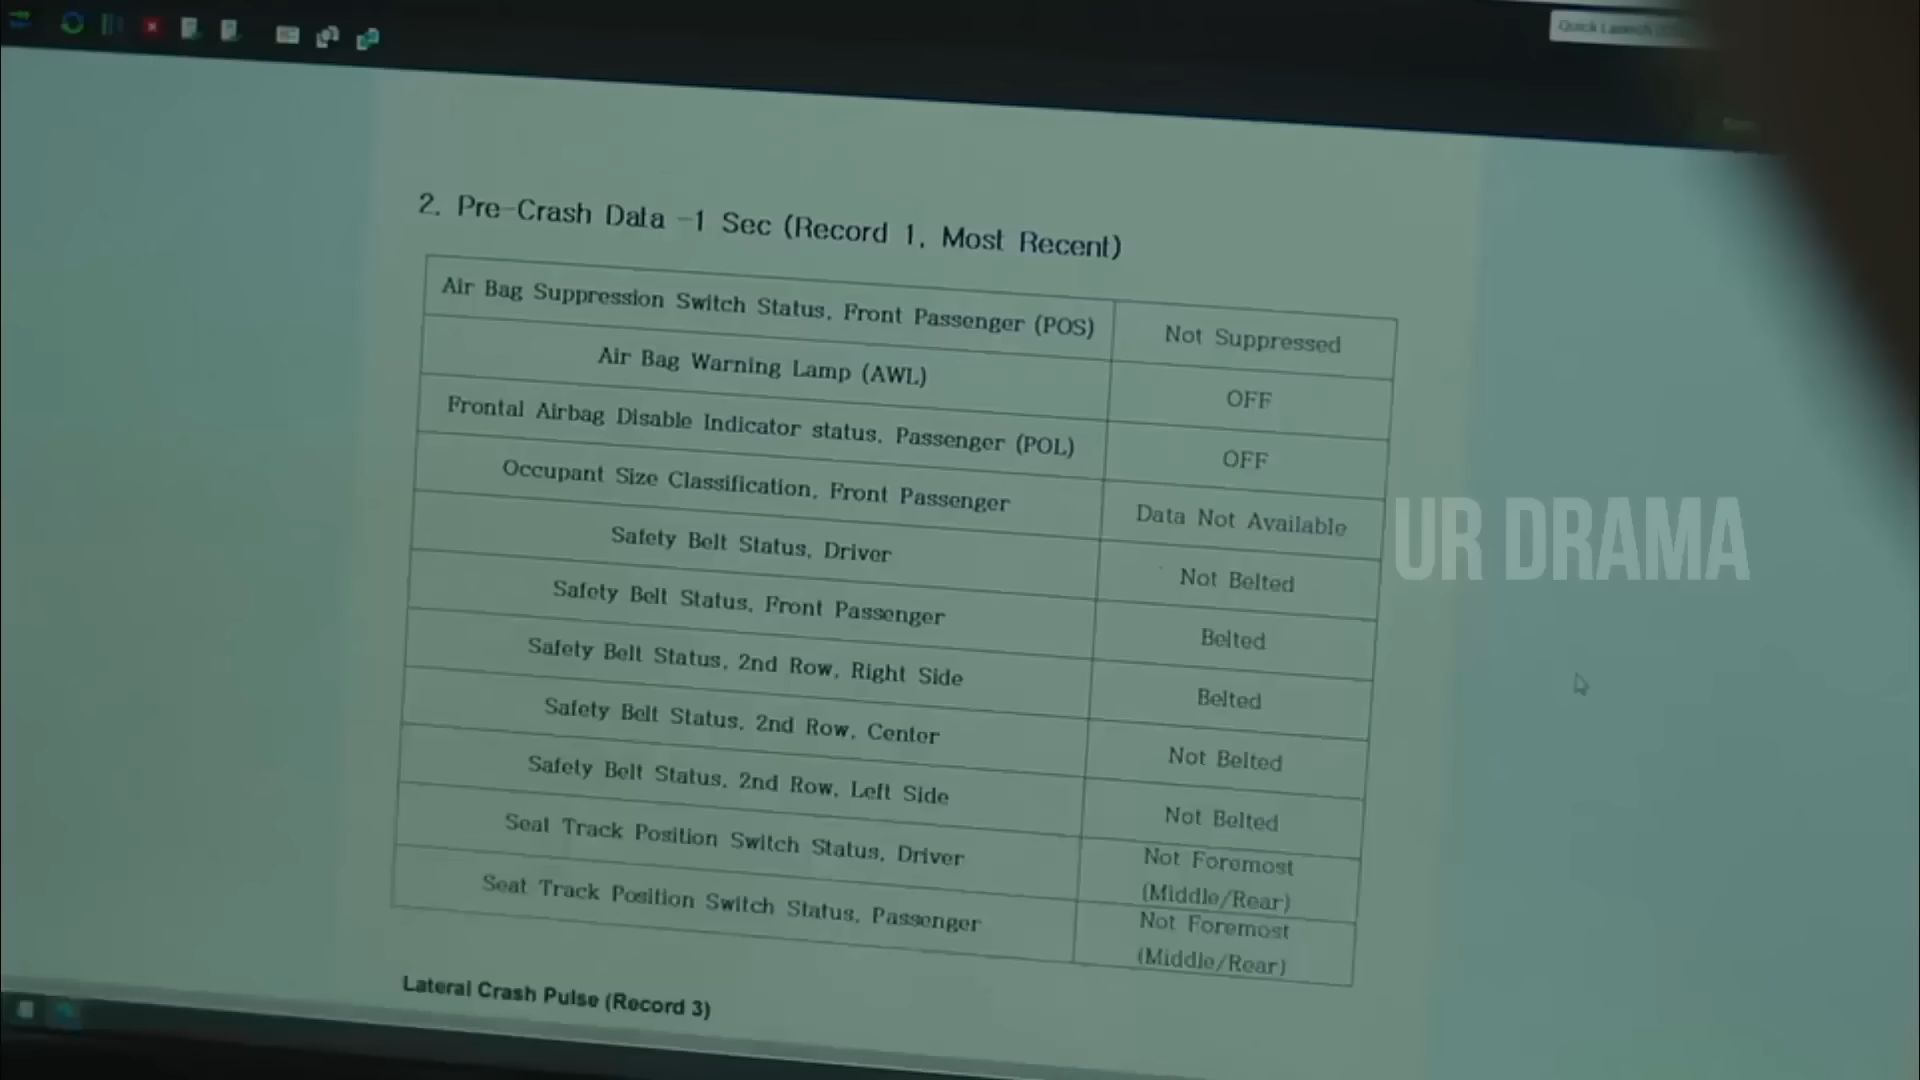 Quick Launch
2. Pre-Crash Data -1 Sec (Record 1, Most Recent)
Air Bag Suppression Switch Status, Front Passenger (POS) Not Suppressed
Air Bag Warning Lamp (AWL) OFF
Frontal Airbag Disable Indicator status, Passenger (POL) OFF
Occupant Size Classification, Front Passenger Data Not Available
Safety Belt Status, Driver Not Belted
Safety Belt Status, Front Passenger Belted
Safety Belt Status, 2nd Row, Right Side Belted
Safety Belt Status, 2nd Row, Center Not Belted
Safety Belt Status, 2nd Row, Left Side Not Belted
Seat Track Position Switch Status, Driver Not Foremost
(Middle/Rear)
Seat Track Position Switch Status, Passenger Not Foremost
(Middle/Rear)
Lateral Crash Pulse (Record 3)
UR DRAMA